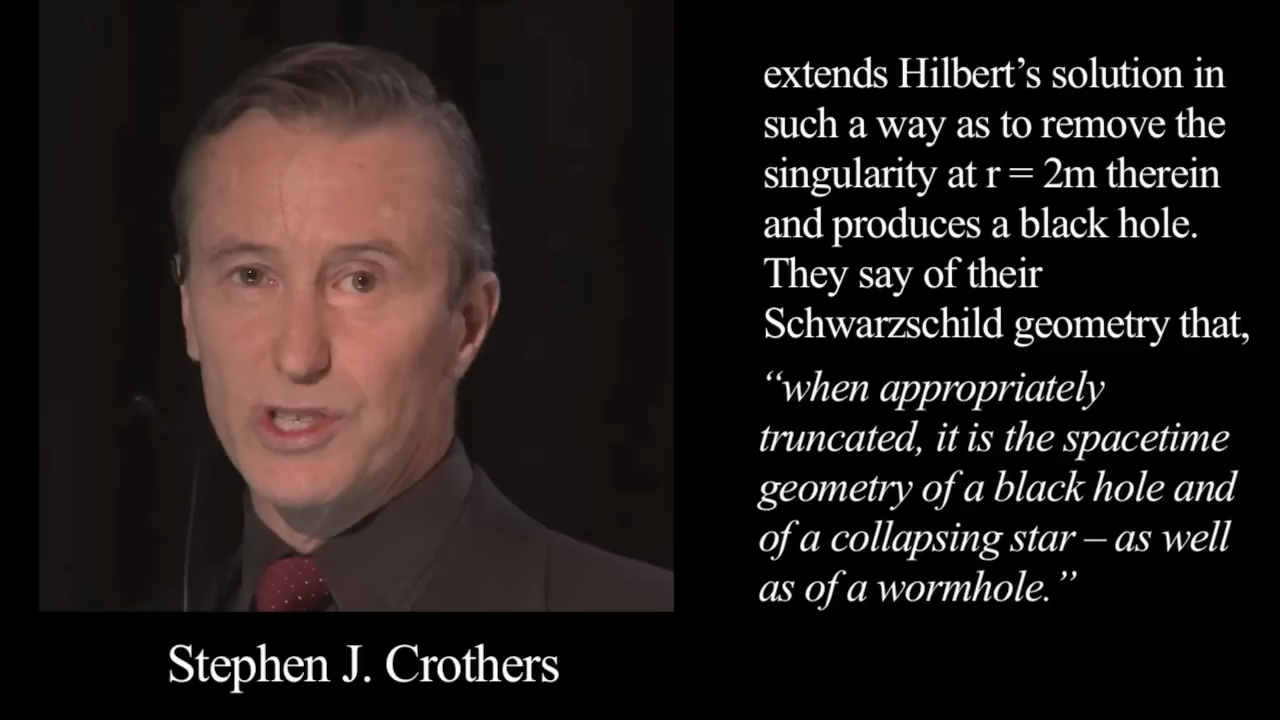 extends Hilbert’s solution in
such a way as to remove the
singularity at r = 2m therein
and produces a black hole.
They say of their
Schwarzschild geometry that,
“when appropriately
truncated, it is the spacetime
geometry of a black hole and
of a collapsing star – as well
as of a wormhole.”
Stephen J. Crothers